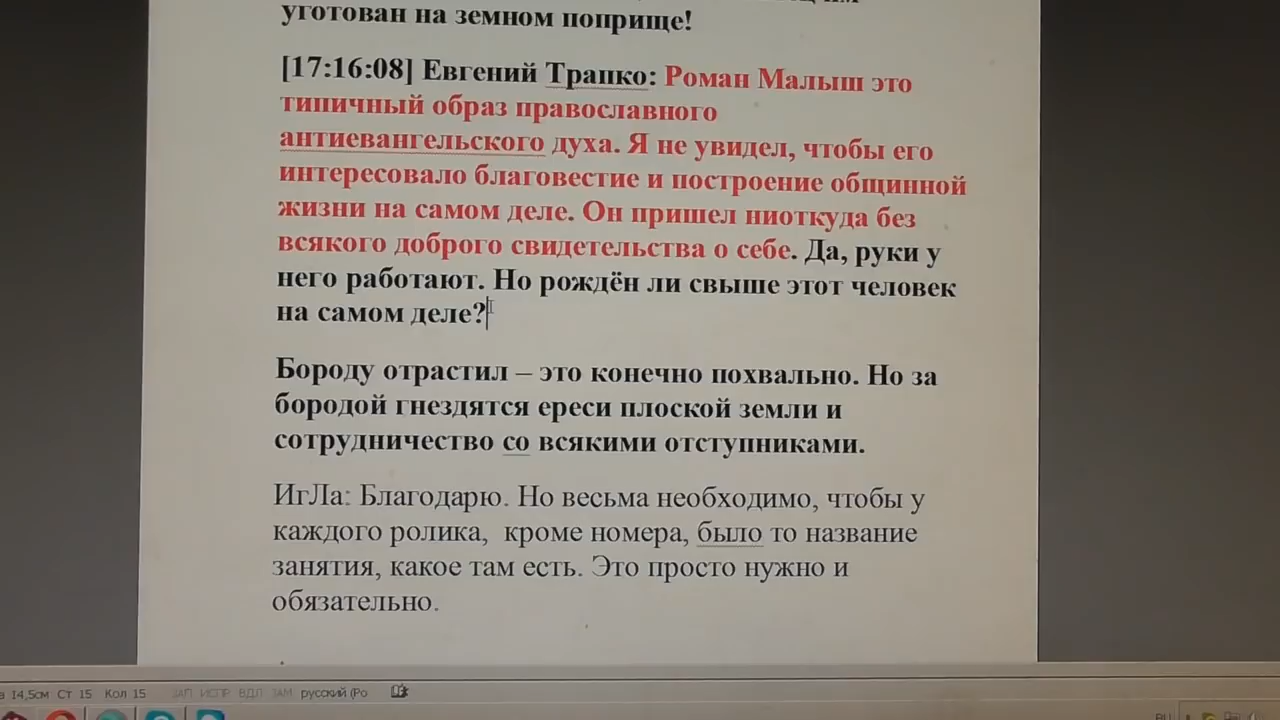 уготован на земном поприще!
[17:16:08] Евгений Трапко: Роман Малыш это
типичный образ православного
антиевангельского духа. Я не увидел, чтобы его
интересовало благовестие и построение общинной
жизни на самом деле. Он пришел ниоткуда без
всякого доброго свидетельства о себе. Да, руки у
него работают. Но рождён ли свыше этот человек
на самом деле?
Бороду отрастил – это конечно похвально. Но за
бородой гнездятся ереси плоской земли и
сотрудничество со всякими отступниками.
ИгЛа: Благодарю. Но весьма необходимо, чтобы у
каждого ролика, кроме номера, было то название
занятия, какое там есть. Это просто нужно и
обязательно.
в 14,5см Ст 15 Кол 15 ЗАП ИСПР ВДЛ ЗАМ русский (Ро
RU